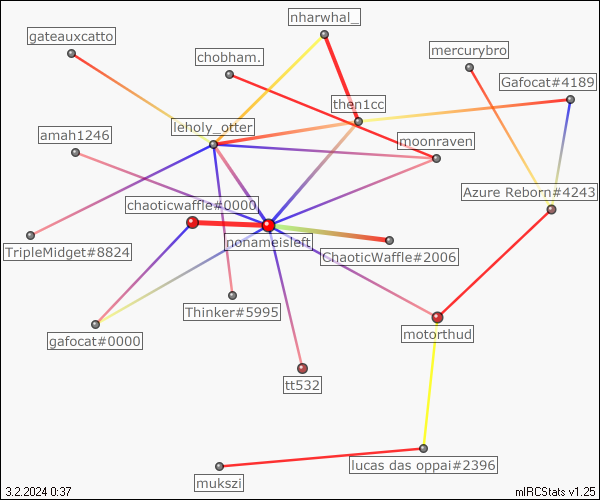 nharwhal_
gateauxcatto
chobham.
mercurybro
Gafocat#4189
then1cc
amah1246
leholy_otter
moonraven
Azure Reborn#4243
chaoticwaffle#0000
nonameisleft
TripleMidget#8824
ChaoticWaffle#2006
Thinker#5995
gafocat#0000
motorthud
tt532
lucas das oppai#2396
mukszi
3.2.2024 0:37
mIRCStats v1.25